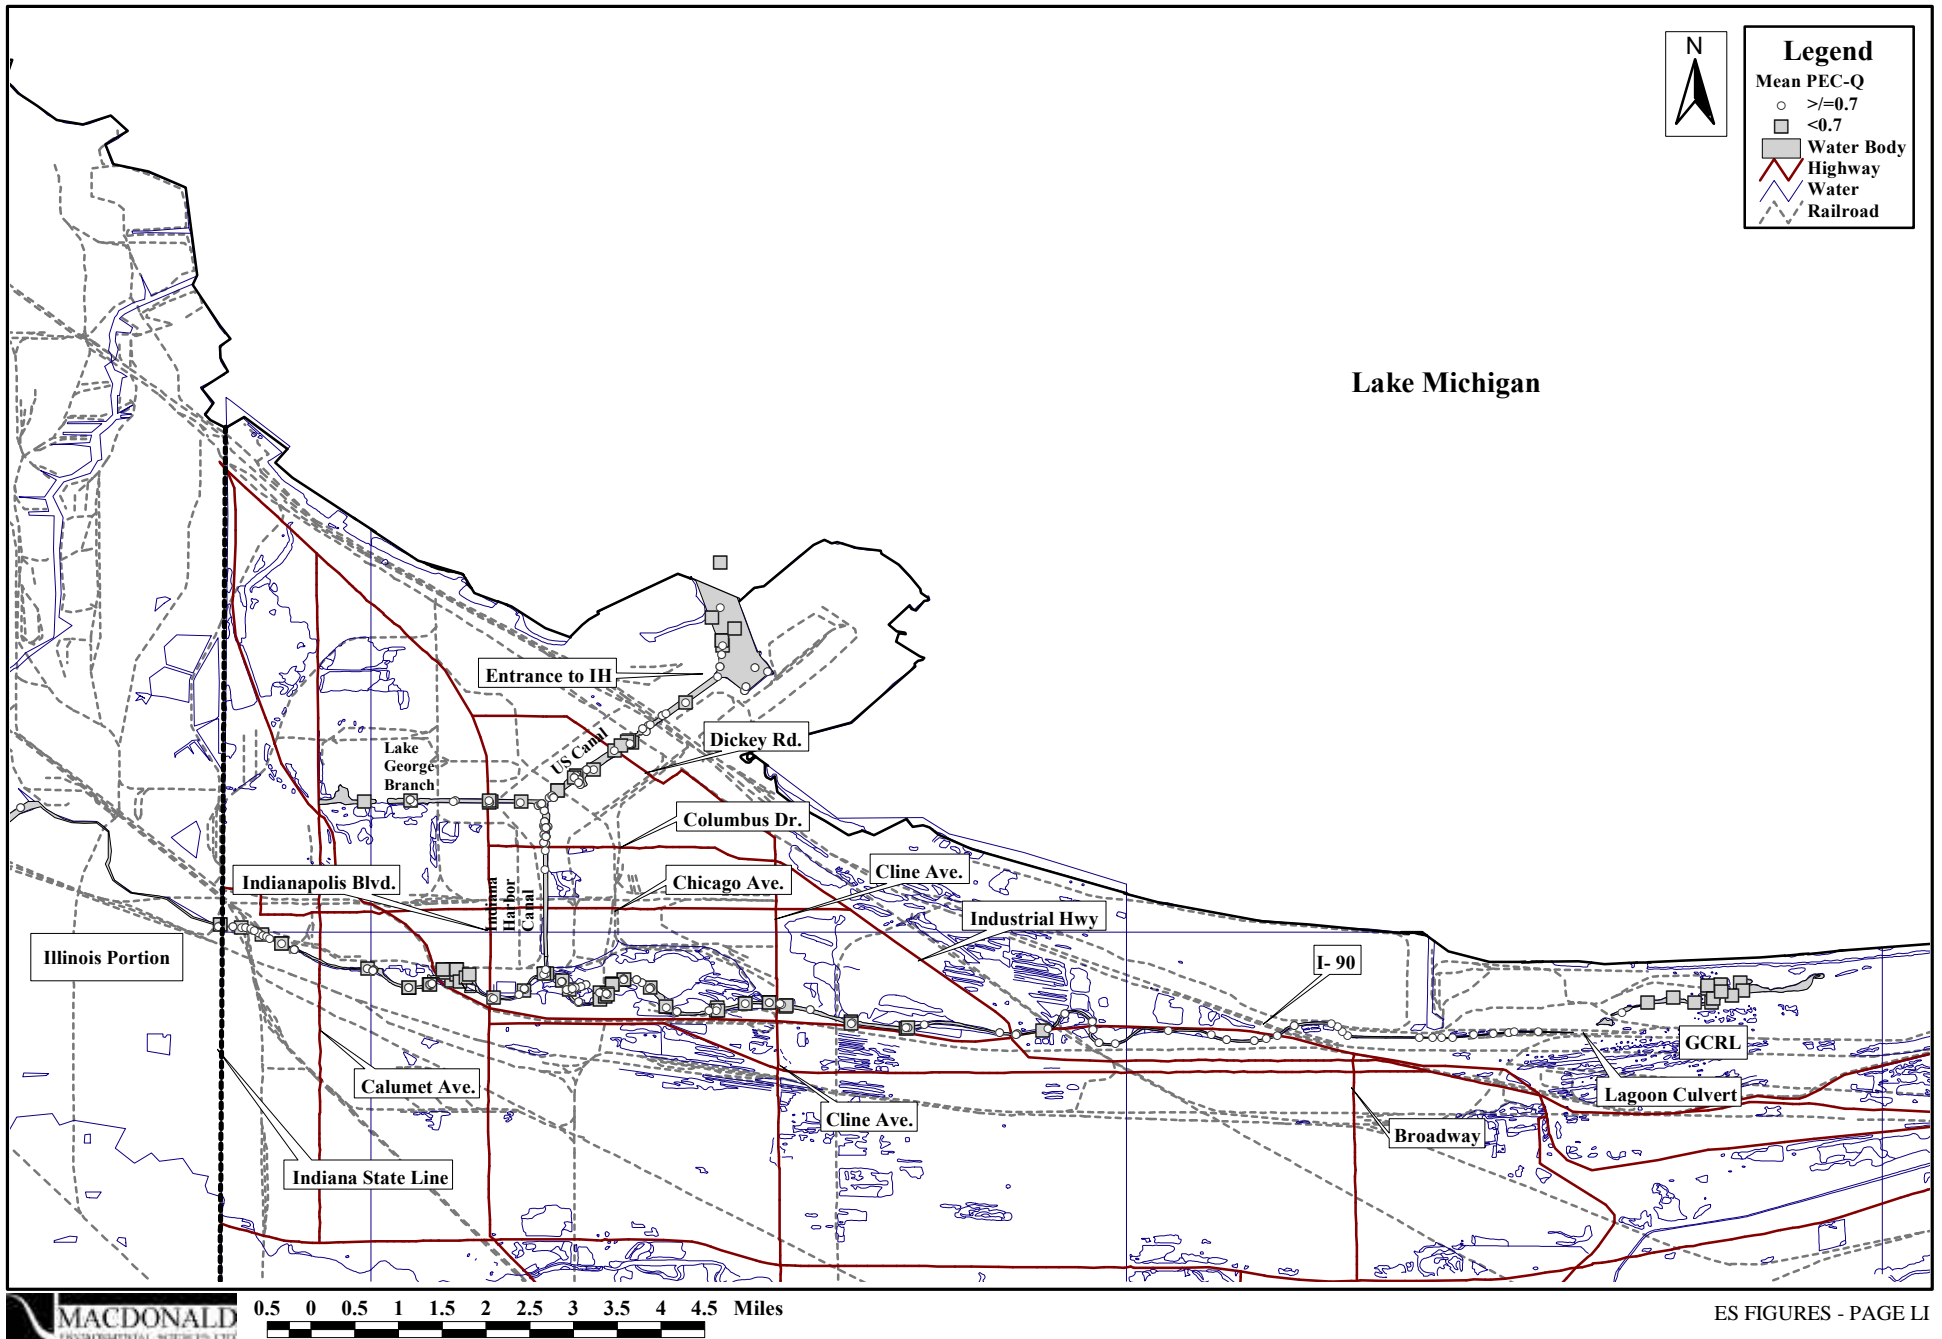 N
Legend
Mean PEC-Q
>/=0.7
<0.7
Water Body
Highway
Water
Railroad
Lake Michigan
Entrance to IH
US Canal
Dickey Rd.
Lake
George
Branch
Columbus Dr.
Indianapolis Blvd.
Chicago Ave.
Cline Ave.
Indiana
Harbor
Canal
Industrial Hwy
Illinois Portion
I- 90
GCRL
Calumet Ave.
Lagoon Culvert
Cline Ave.
Broadway
Indiana State Line
MACDONALD
ENVIRONMENTAL SCIENCES LTD
0.5 0 0.5 1 1.5 2 2.5 3 3.5 4 4.5 Miles
ES FIGURES - PAGE LI